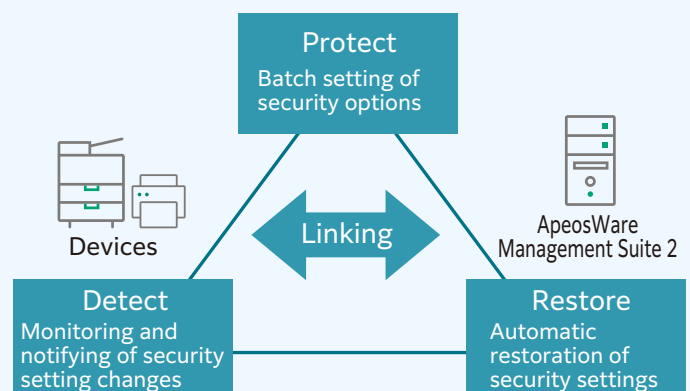 Protect
Batch setting of
security options
Devices
Linking
ApeosWare
Management Suite 2
Detect
Monitoring and
notifying of security
setting changes
Restore
Automatic
restoration of
security settings